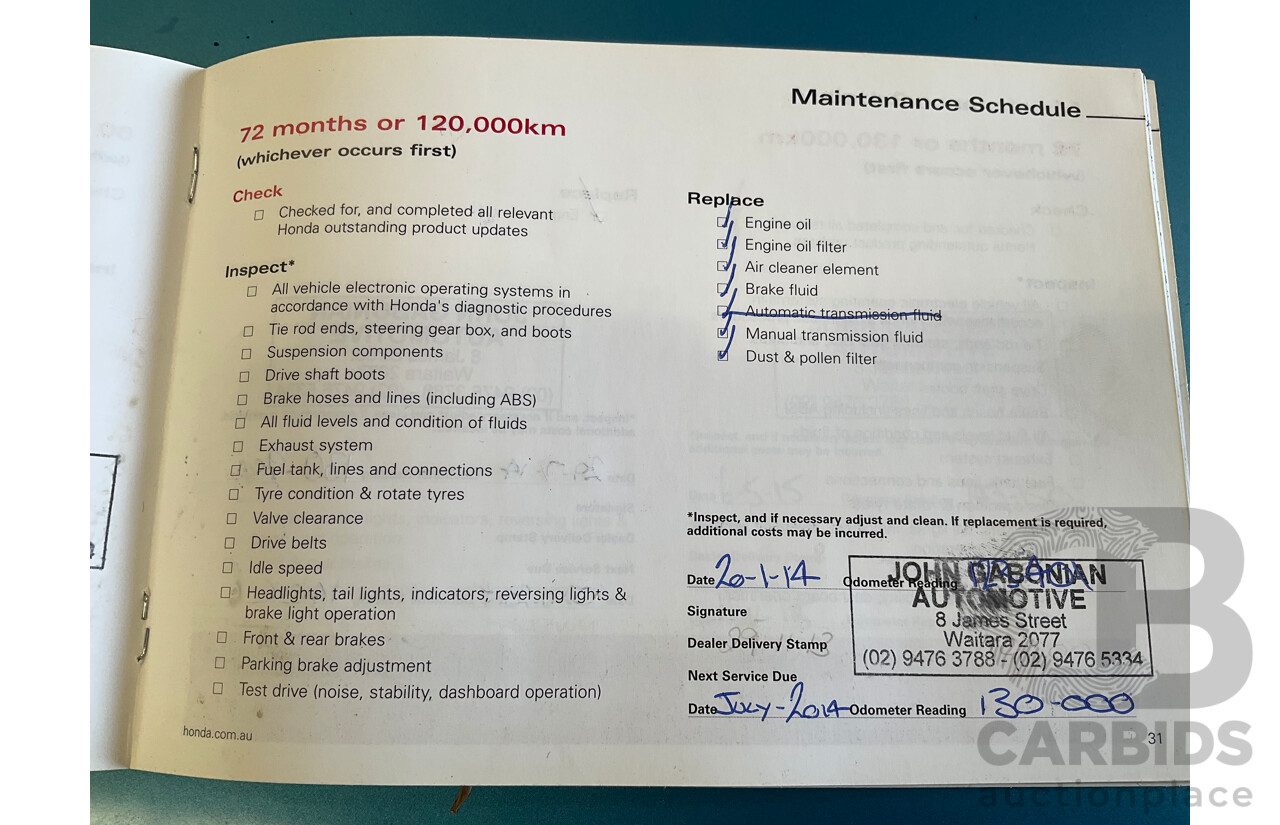 Maintenance Schedule
72 months or 120,000km
(whichever occurs first)
Check
Checked for, and completed all relevant
Honda outstanding product updates
Inspect*
All vehicle electronic operating systems in
accordance with Honda's diagnostic procedures
Tie rod ends, steering gear box, and boots
Suspension components
Drive shaft boots
Brake hoses and lines (including ABS)
All fluid levels and condition of fluids
Exhaust system
Fuel tank, lines and connections
Tyre condition & rotate tyres
Valve clearance
Drive belts
Idle speed
Headlights, tail lights, indicators, reversing lights &
brake light operation
Front & rear brakes
Parking brake adjustment
Test drive (noise, stability, dashboard operation)
honda.com.au
Replace
Engine oil
Engine oil filter
Air cleaner element
Brake fluid
Automatic transmission fluid
Manual transmission fluid
Dust & pollen filter
*Inspect, and if necessary adjust and clean. If replacement is required,
additional costs may be incurred.
Date 20-1-14 Odometer Reading
JOHN GABONIAN
AUTOMOTIVE
8 James Street
Waitara 2077
(02) 9476 3788 - (02) 9476 5334
Signature
Dealer Delivery Stamp
Next Service Due
Date July-2014 Odometer Reading 130-000
31
CARBIDS
auctionplace